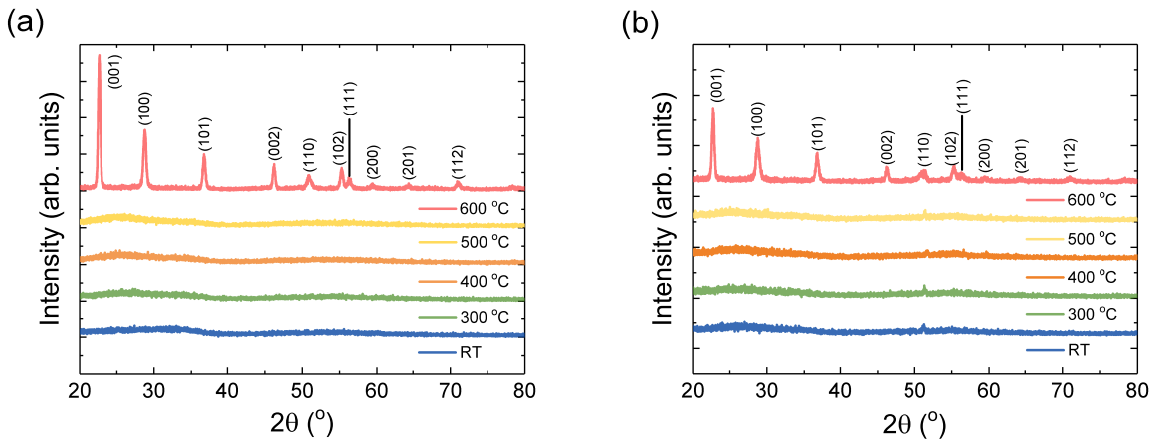 (a)
Intensity (arb. units)
(001)
(100)
(101)
(002)
(110)
(102)
(111)
(200)
(201)
(112)
600 °C
500 °C
400 °C
300 °C
RT
20 30 40 50 60 70 80
2θ (°)
(b)
Intensity (arb. units)
(001)
(100)
(101)
(002)
(110)
(102)
(111)
(200)
(201)
(112)
600 °C
500 °C
400 °C
300 °C
RT
20 30 40 50 60 70 80
2θ (°)